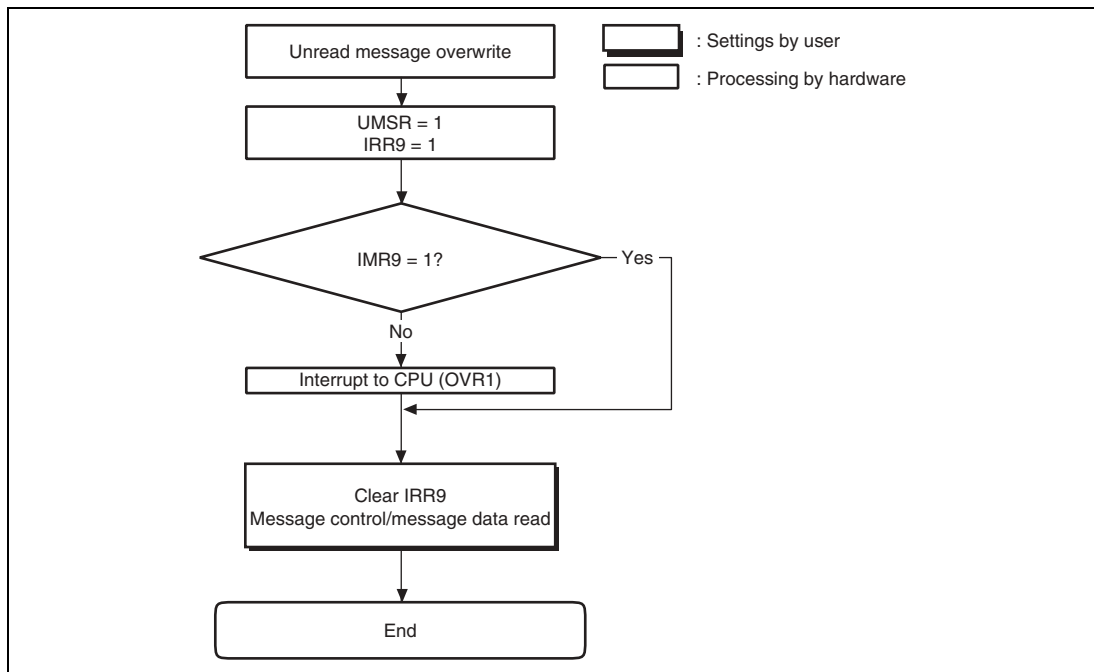 Unread message overwrite
: Settings by user
: Processing by hardware
UMSR = 1
IRR9 = 1
IMR9 = 1?
Yes
No
Interrupt to CPU (OVR1)
Clear IRR9
Message control/message data read
End